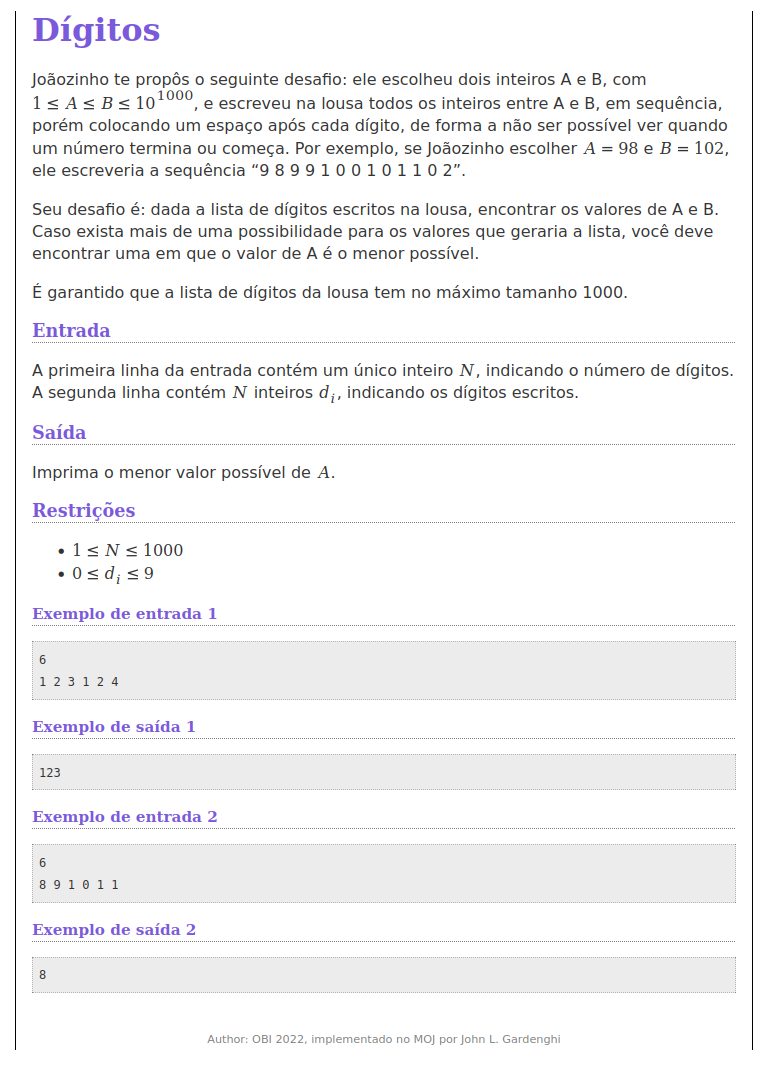 Dígitos
Joãozinho te propôs o seguinte desafio: ele escolheu dois inteiros A e B, com
1 ≤ A ≤ B ≤ 10^1000, e escreveu na lousa todos os inteiros entre A e B, em sequência,
porém colocando um espaço após cada dígito, de forma a não ser possível ver quando
um número termina ou começa. Por exemplo, se Joãozinho escolher A = 98 e B = 102,
ele escreveria a sequência “9 8 9 9 1 0 0 1 0 1 1 0 2”.
Seu desafio é: dada a lista de dígitos escritos na lousa, encontrar os valores de A e B.
Caso exista mais de uma possibilidade para os valores que geraria a lista, você deve
encontrar uma em que o valor de A é o menor possível.
É garantido que a lista de dígitos da lousa tem no máximo tamanho 1000.
Entrada
A primeira linha da entrada contém um único inteiro N, indicando o número de dígitos.
A segunda linha contém N inteiros d_i, indicando os dígitos escritos.
Saída
Imprima o menor valor possível de A.
Restrições
• 1 ≤ N ≤ 1000
• 0 ≤ d_i ≤ 9
Exemplo de entrada 1
6
1 2 3 1 2 4
Exemplo de saída 1
123
Exemplo de entrada 2
6
8 9 1 0 1 1
Exemplo de saída 2
8
Author: OBI 2022, implementado no MOJ por John L. Gardenghi